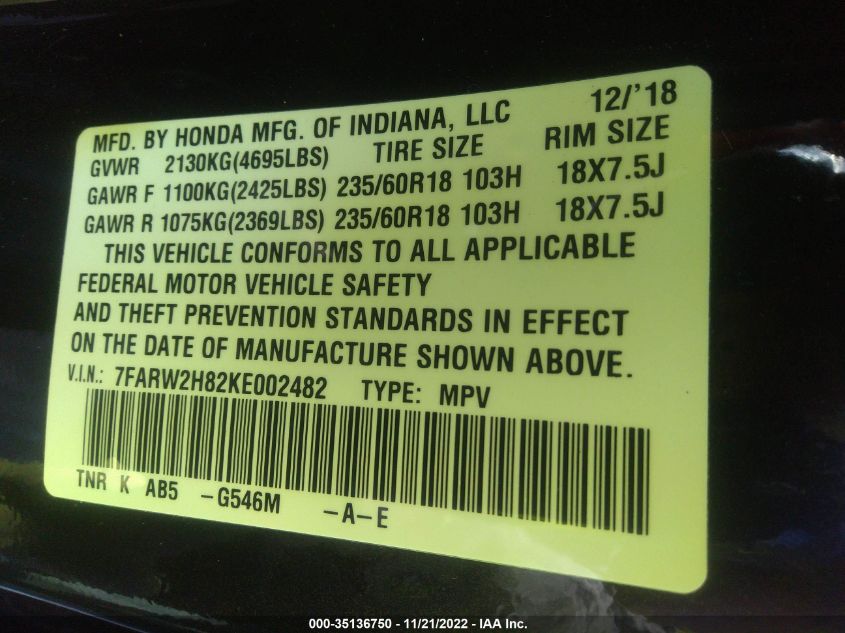 MFD. BY HONDA MFG. OF INDIANA, LLC 12/'18
GVWR 2130KG(4695LBS) TIRE SIZE RIM SIZE
GAWR F 1100KG(2425LBS) 235/60R18 103H 18X7.5J
GAWR R 1075KG(2369LBS) 235/60R18 103H 18X7.5J
THIS VEHICLE CONFORMS TO ALL APPLICABLE
FEDERAL MOTOR VEHICLE SAFETY
AND THEFT PREVENTION STANDARDS IN EFFECT
ON THE DATE OF MANUFACTURE SHOWN ABOVE.
V.I.N.: 7FARW2H82KE002482 TYPE: MPV
TNR K AB5 -G546M -A-E
000-35136750 - 11/21/2022 - IAA Inc.